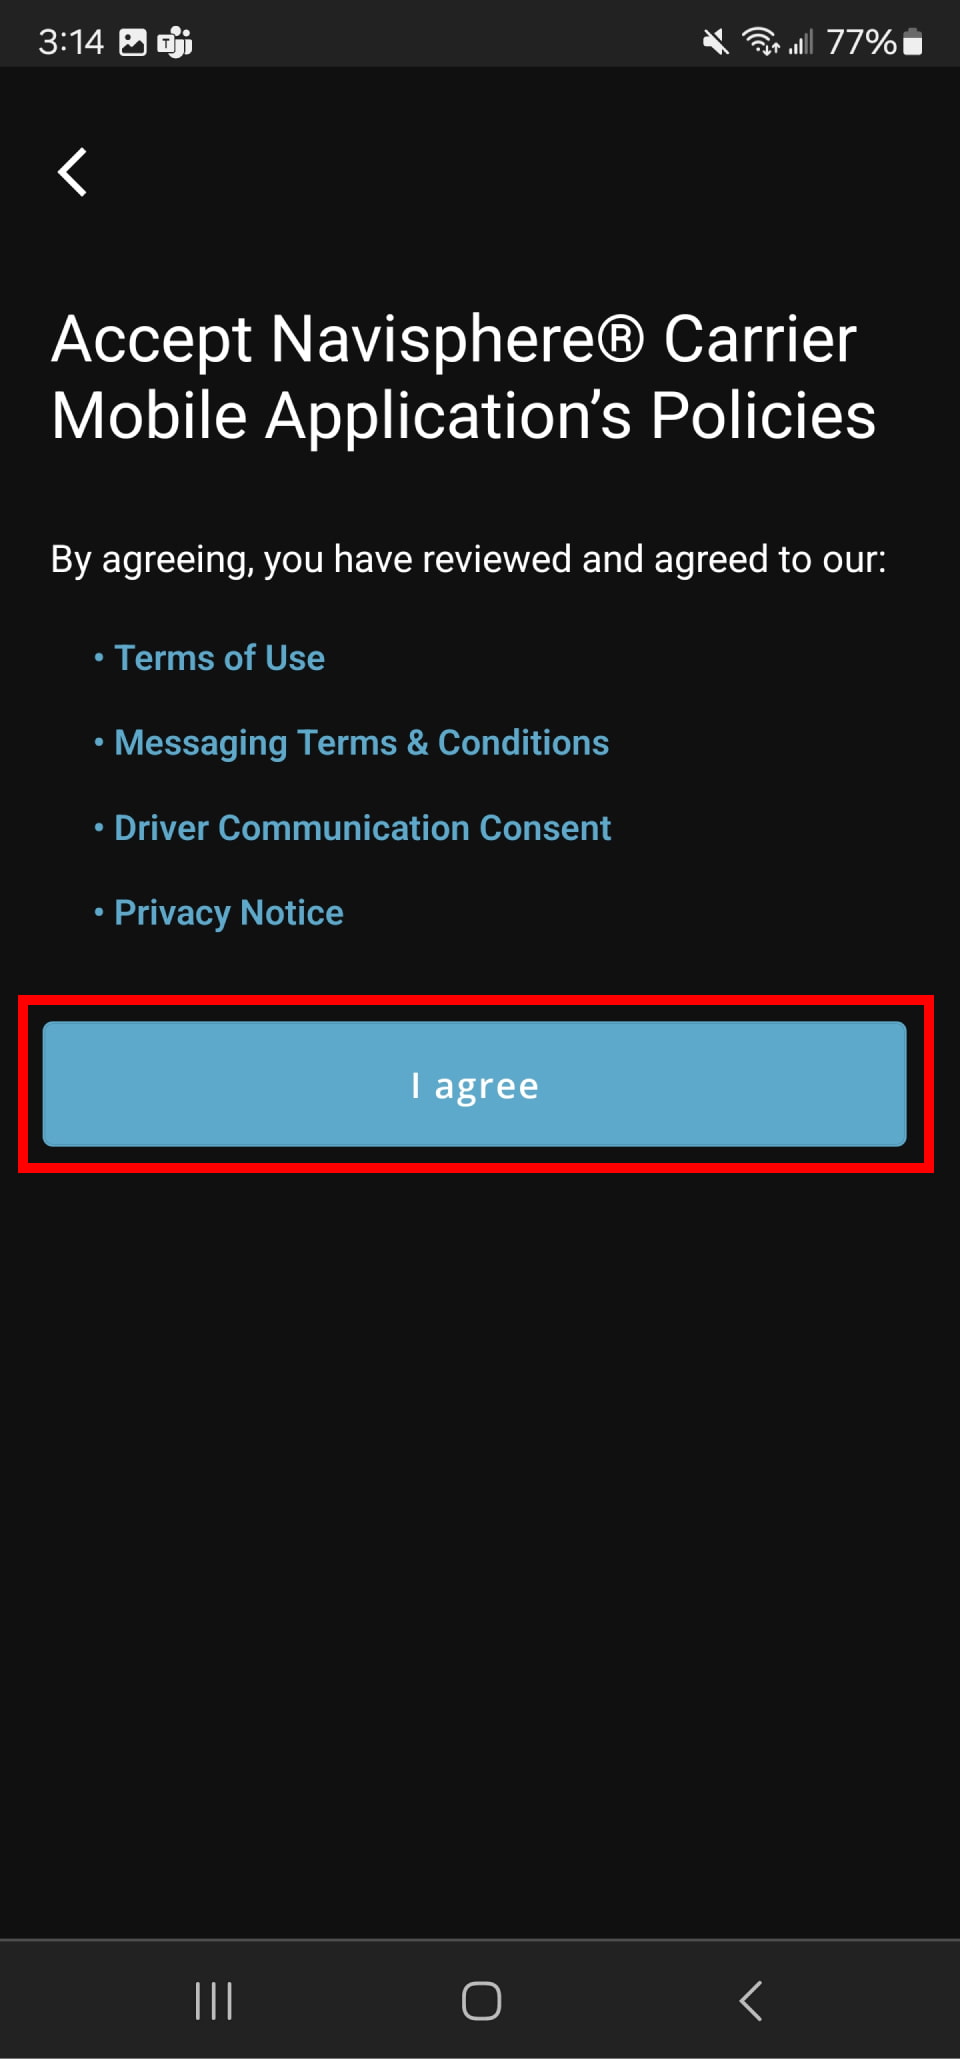 3:14
77%
Accept Navisphere® Carrier
Mobile Application’s Policies
By agreeing, you have reviewed and agreed to our:
• Terms of Use
• Messaging Terms & Conditions
• Driver Communication Consent
• Privacy Notice
I agree